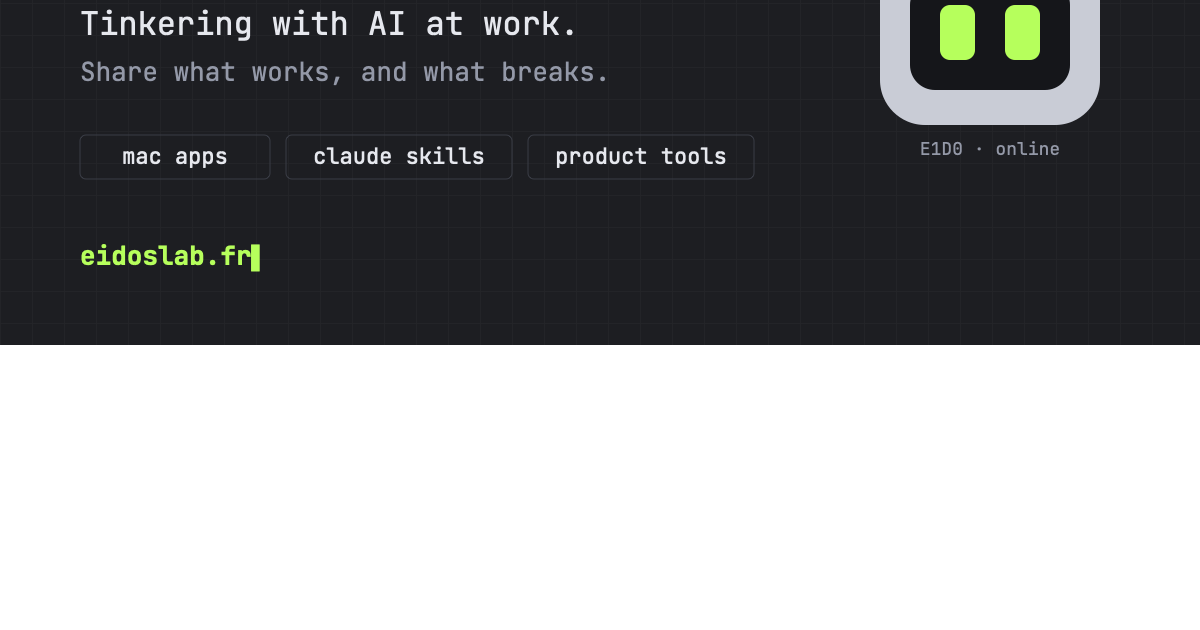 Tinkering with AI at work.
Share what works, and what breaks.
mac apps
claude skills
product tools
E1D0 · online
eidoslab.fr